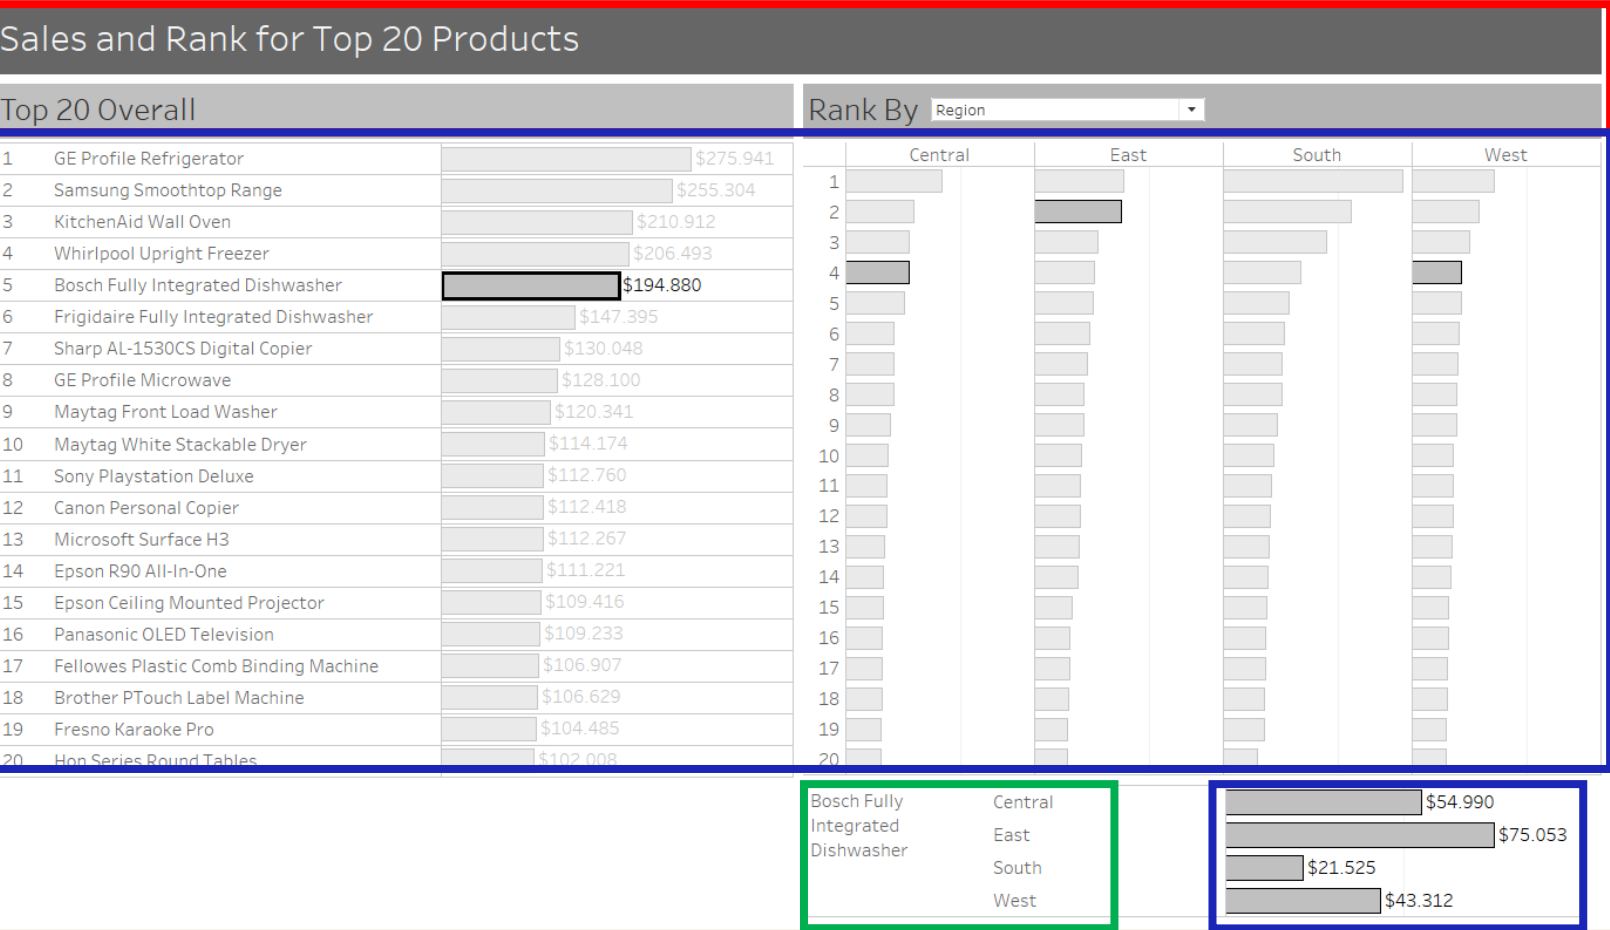 Sales and Rank for Top 20 Products
Top 20 Overall
Rank By Region
1 GE Profile Refrigerator $275.941
2 Samsung Smoothtop Range $255.304
3 KitchenAid Wall Oven $210.912
4 Whirlpool Upright Freezer $206.493
5 Bosch Fully Integrated Dishwasher $194.880
6 Frigidaire Fully Integrated Dishwasher $147.395
7 Sharp AL-1530CS Digital Copier $130.048
8 GE Profile Microwave $128.100
9 Maytag Front Load Washer $120.341
10 Maytag White Stackable Dryer $114.174
11 Sony Playstation Deluxe $112.760
12 Canon Personal Copier $112.418
13 Microsoft Surface H3 $112.267
14 Epson R90 All-In-One $111.221
15 Epson Ceiling Mounted Projector $109.416
16 Panasonic OLED Television $109.233
17 Fellowes Plastic Comb Binding Machine $106.907
18 Brother PTouch Label Machine $106.629
19 Fresno Karaoke Pro $104.485
20 Hon Series Round Tables $102.008
Central East South West
1
2
3
4
5
6
7
8
9
10
11
12
13
14
15
16
17
18
19
20
Bosch Fully
Integrated
Dishwasher
Central $54.990
East $75.053
South $21.525
West $43.312